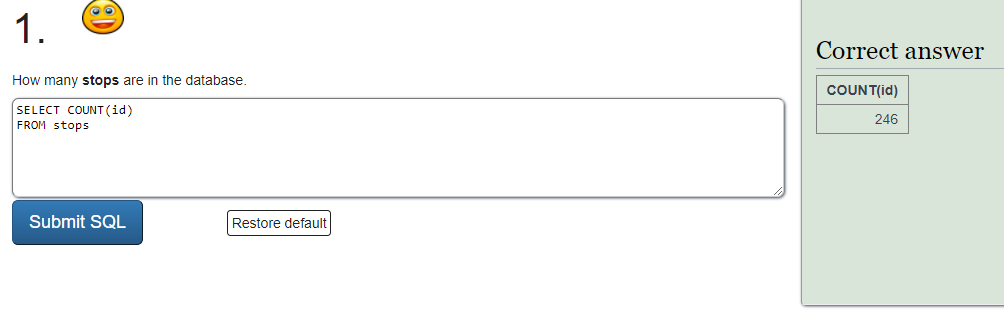 1.
How many stops are in the database.
SELECT COUNT(id)
FROM stops
Submit SQL
Restore default
Correct answer
COUNT(id)
246